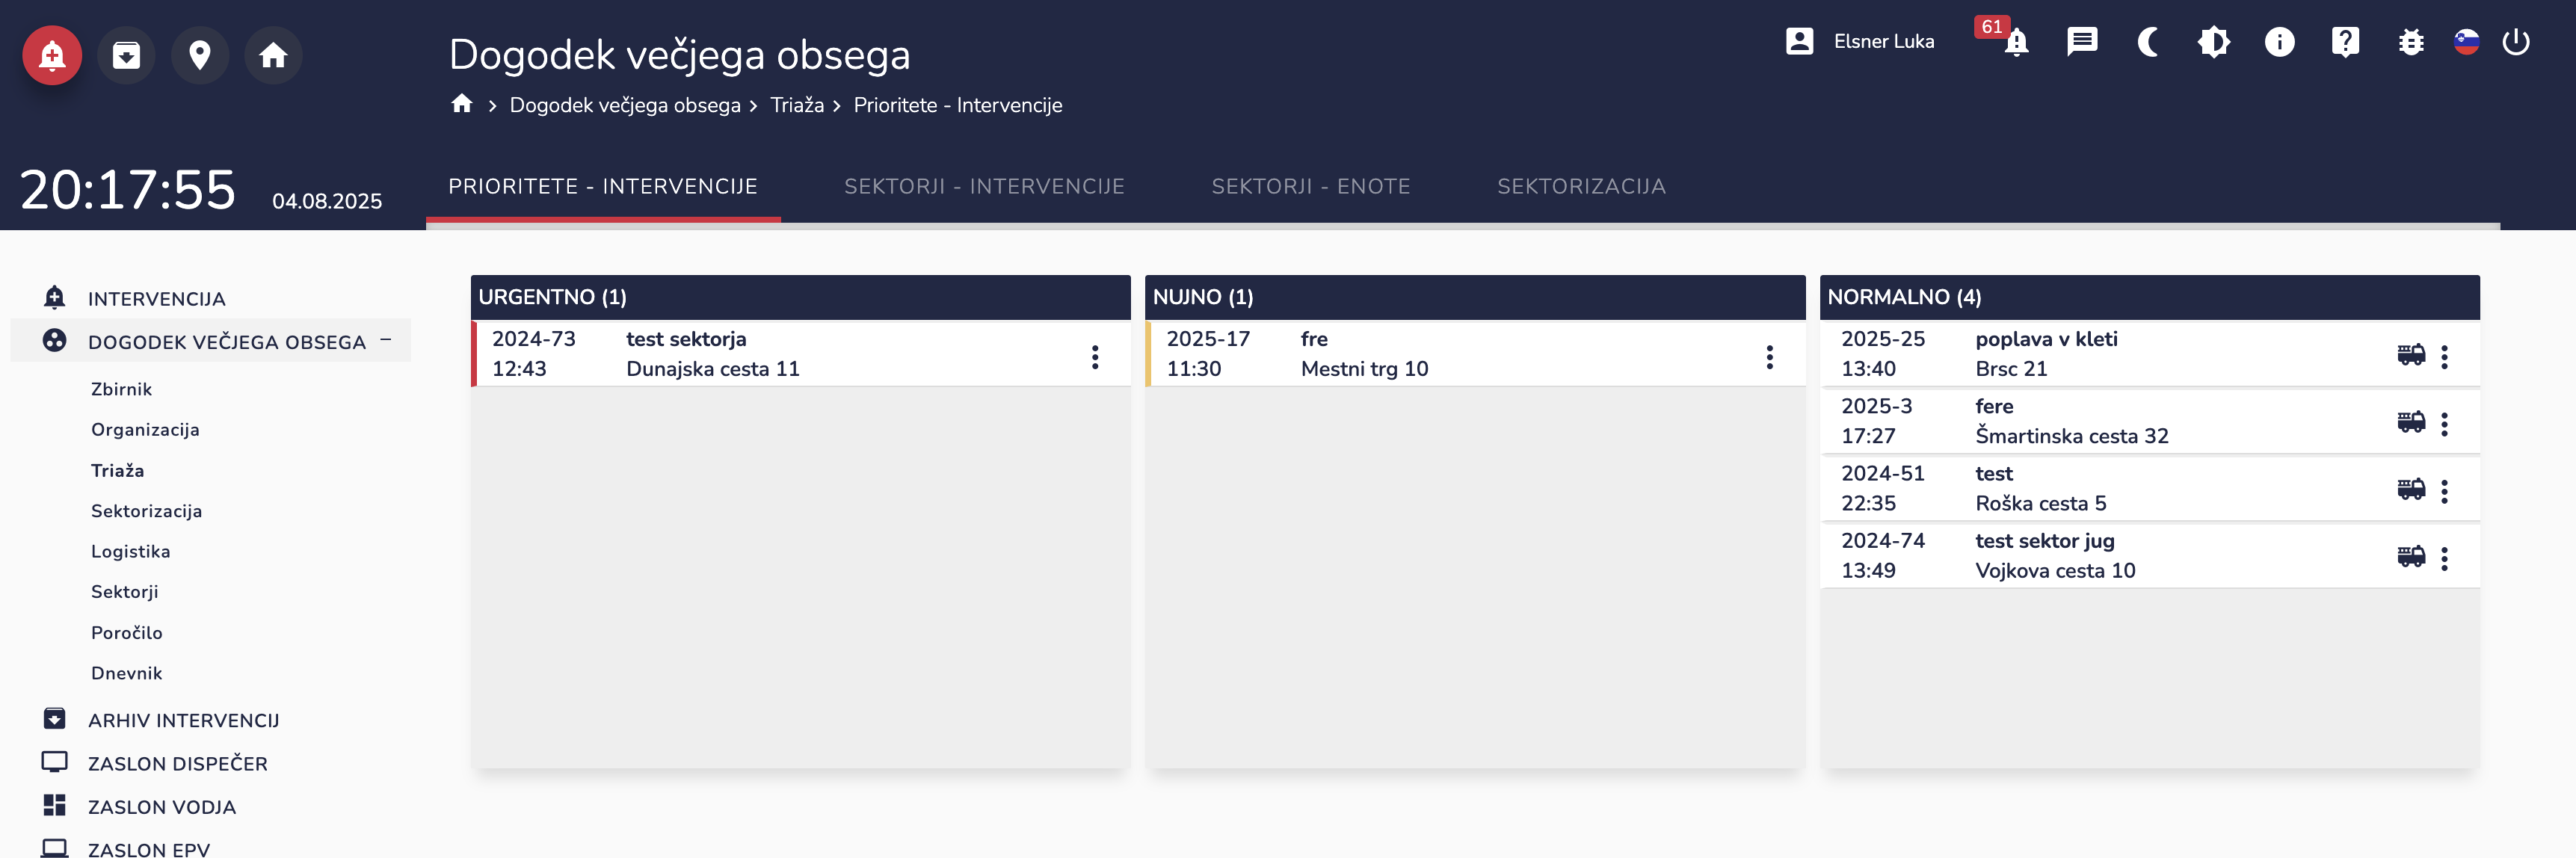 Dogodek večjega obsega
Elsner Luka
61
Dogodek večjega obsega > Triaža > Prioritete - Intervencije
20:17:55 04.08.2025
PRIORITETE - INTERVENCIJE
SEKTORJI - INTERVENCIJE
SEKTORJI - ENOTE
SEKTORIZACIJA
INTERVENCIJA
DOGODEK VEČJEGA OBSEGA –
Zbirnik
Organizacija
Triaža
Sektorizacija
Logistika
Sektorji
Poročilo
Dnevnik
ARHIV INTERVENCIJ
ZASLON DISPEČER
ZASLON VODJA
ZASLON EPV
URGENTNO (1)
2024-73 test sektorja
12:43 Dunajska cesta 11
NUJNO (1)
2025-17 fre
11:30 Mestni trg 10
NORMALNO (4)
2025-25 poplava v kleti
13:40 Brsc 21
2025-3 fere
17:27 Šmartinska cesta 32
2024-51 test
22:35 Roška cesta 5
2024-74 test sektor jug
13:49 Vojkova cesta 10